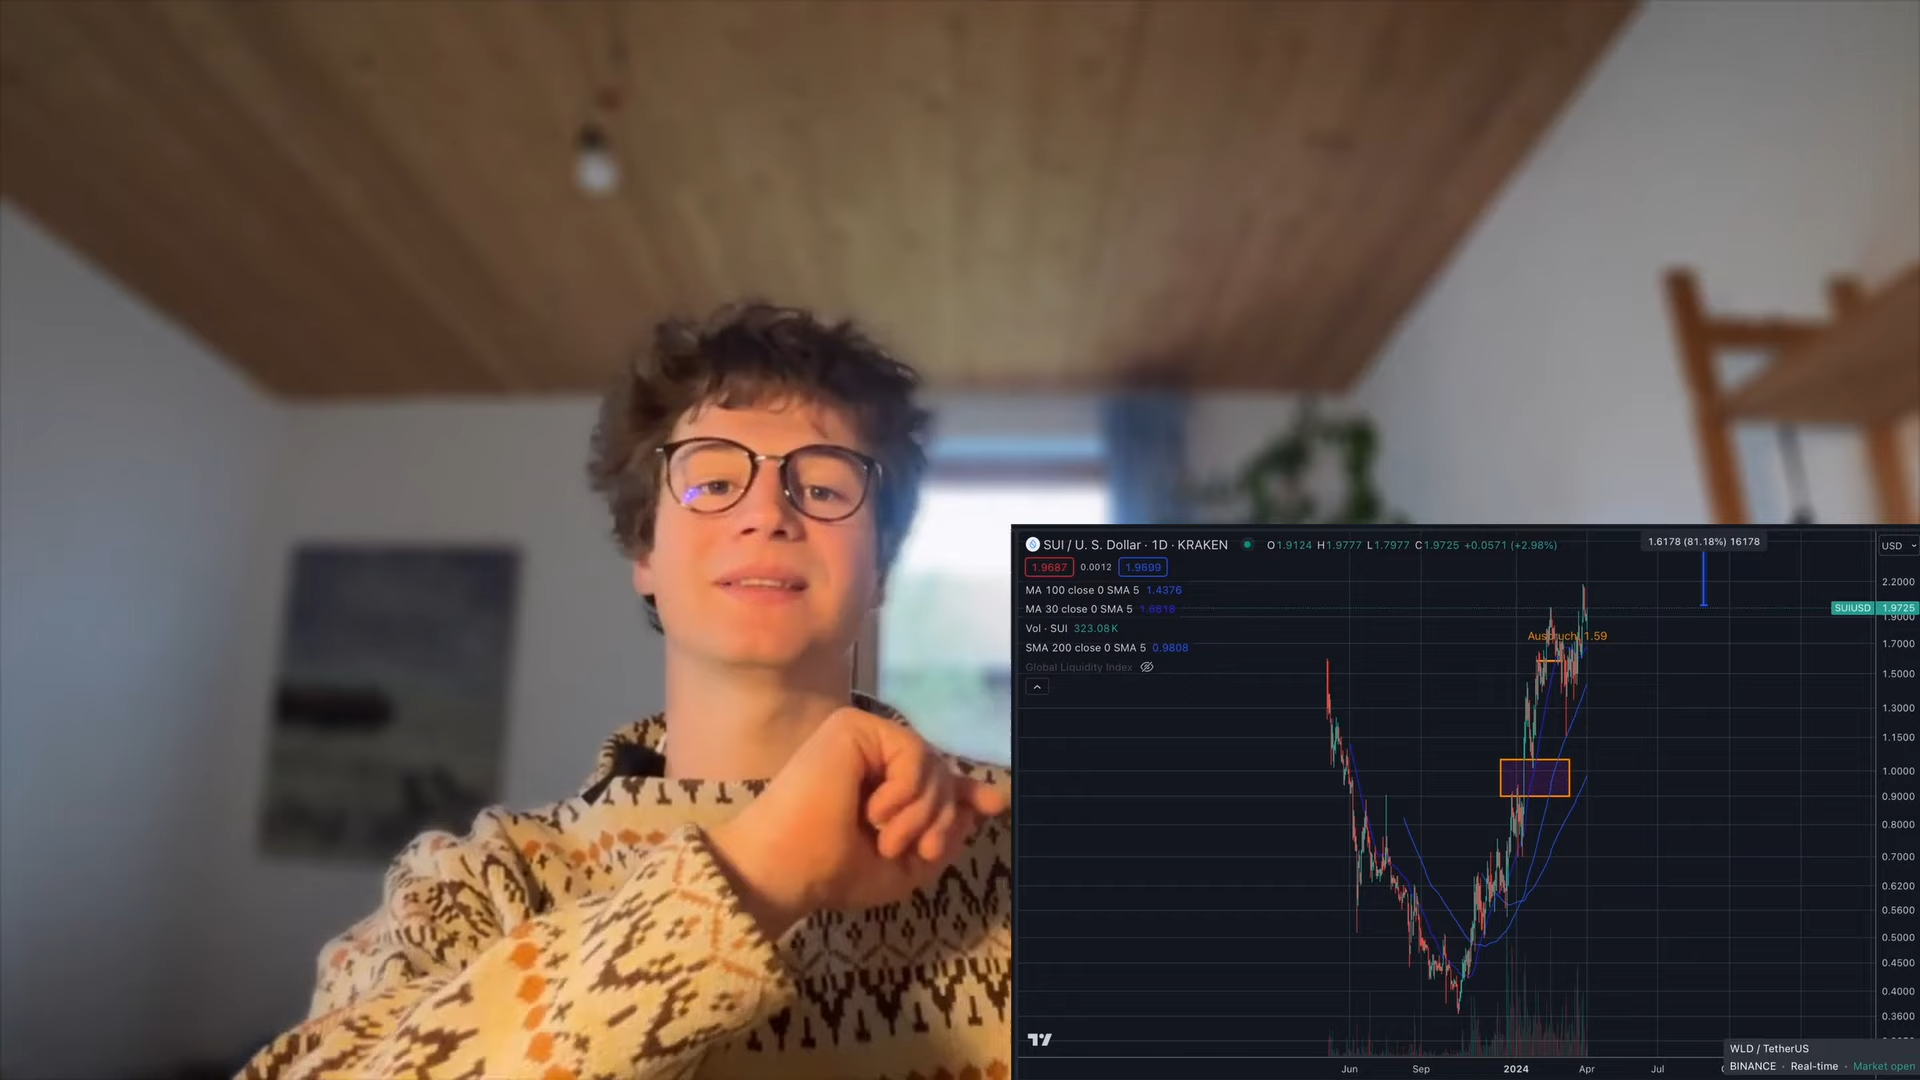 SUI / U. S. Dollar · 1D · KRAKEN O1.9124 H1.9777 L1.7977 C1.9725 +0.0571 (+2.98%)
1.6178 (81.18%) 16178
USD
1.9687 0.0012 1.9699
MA 100 close 0 SMA 5 1.4376
MA 30 close 0 SMA 5
Vol · SUI 323.08K
SMA 200 close 0 SMA 5 0.9808
Global Liquidity Index
2.2000
SUIUSD 1.9725
1.9000
1.59
1.7000
1.5000
1.3000
1.1500
1.0000
0.9000
0.8000
0.7000
0.6200
0.5600
0.5000
0.4500
0.4000
0.3600
Jun Sep 2024 Apr Jul
WLD / TetherUS
BINANCE · Real-time · Market open